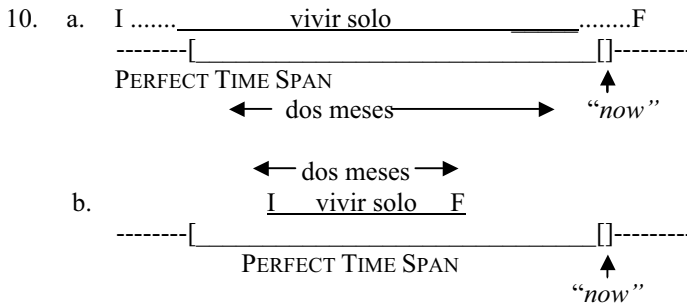 10. a. I ....... vivir solo ........F
--------[ []---------
PERFECT TIME SPAN
dos meses "now"
dos meses
b. I vivir solo F
--------[ []---------
PERFECT TIME SPAN
"now"